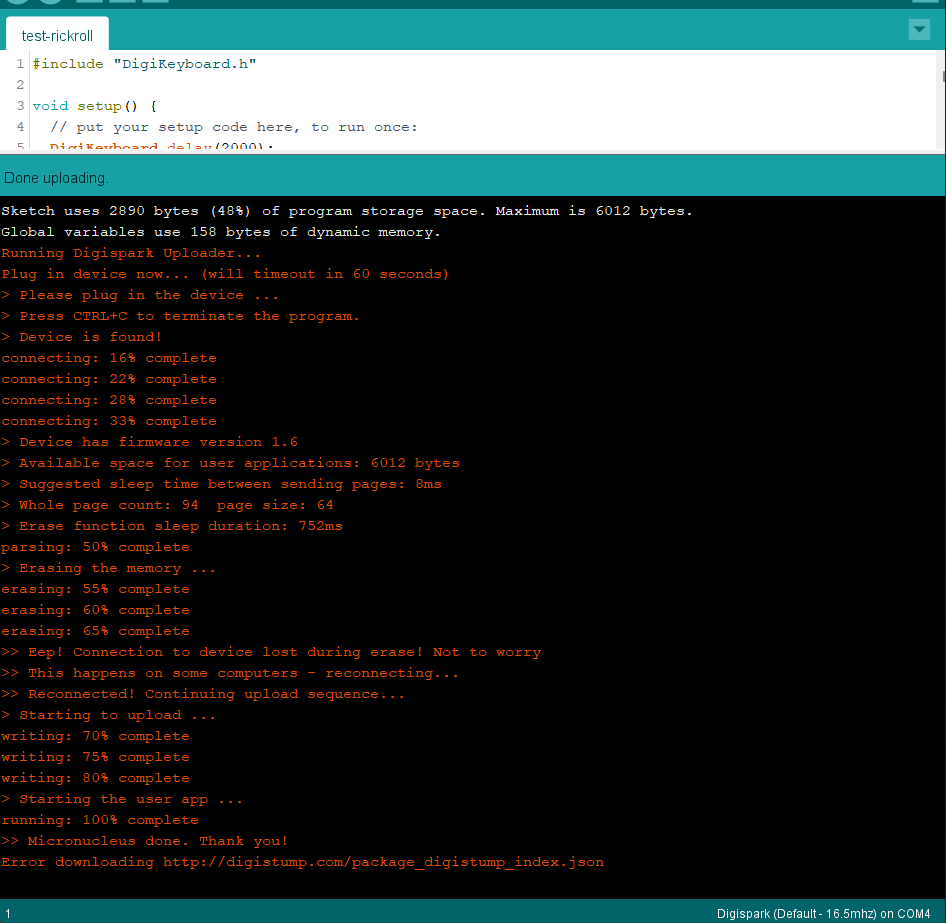 test-rickroll
1 #include "DigiKeyboard.h"
2
3 void setup() {
4 // put your setup code here, to run once:
5 DigiKeyboard.delay(2000);
Done uploading.
Sketch uses 2890 bytes (48%) of program storage space. Maximum is 6012 bytes.
Global variables use 158 bytes of dynamic memory.
Running Digispark Uploader...
Plug in device now... (will timeout in 60 seconds)
> Please plug in the device ...
> Press CTRL+C to terminate the program.
> Device is found!
connecting: 16% complete
connecting: 22% complete
connecting: 28% complete
connecting: 33% complete
> Device has firmware version 1.6
> Available space for user applications: 6012 bytes
> Suggested sleep time between sending pages: 8ms
> Whole page count: 94  page size: 64
> Erase function sleep duration: 752ms
parsing: 50% complete
> Erasing the memory ...
erasing: 55% complete
erasing: 60% complete
erasing: 65% complete
>> Eep! Connection to device lost during erase! Not to worry
>> This happens on some computers - reconnecting...
>> Reconnected! Continuing upload sequence...
> Starting to upload ...
writing: 70% complete
writing: 75% complete
writing: 80% complete
> Starting the user app ...
running: 100% complete
>> Micronucleus done. Thank you!
Error downloading http://digistump.com/package_digistump_index.json
1 Digispark (Default - 16.5mhz) on COM4